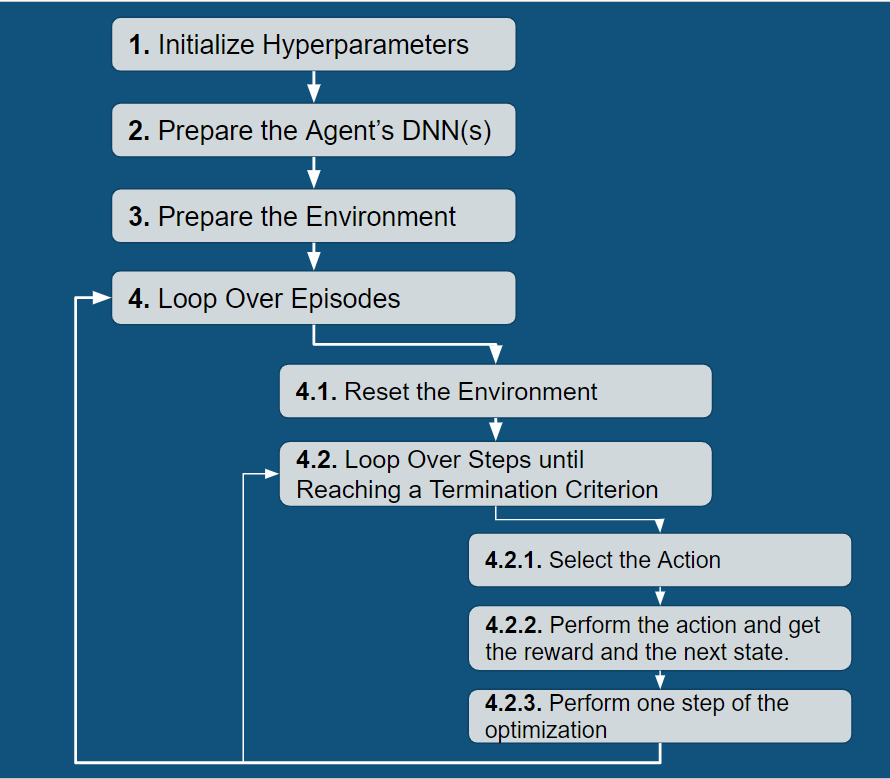 1. Initialize Hyperparameters
2. Prepare the Agent’s DNN(s)
3. Prepare the Environment
4. Loop Over Episodes
4.1. Reset the Environment
4.2. Loop Over Steps until
Reaching a Termination Criterion
4.2.1. Select the Action
4.2.2. Perform the action and get
the reward and the next state.
4.2.3. Perform one step of the
optimization